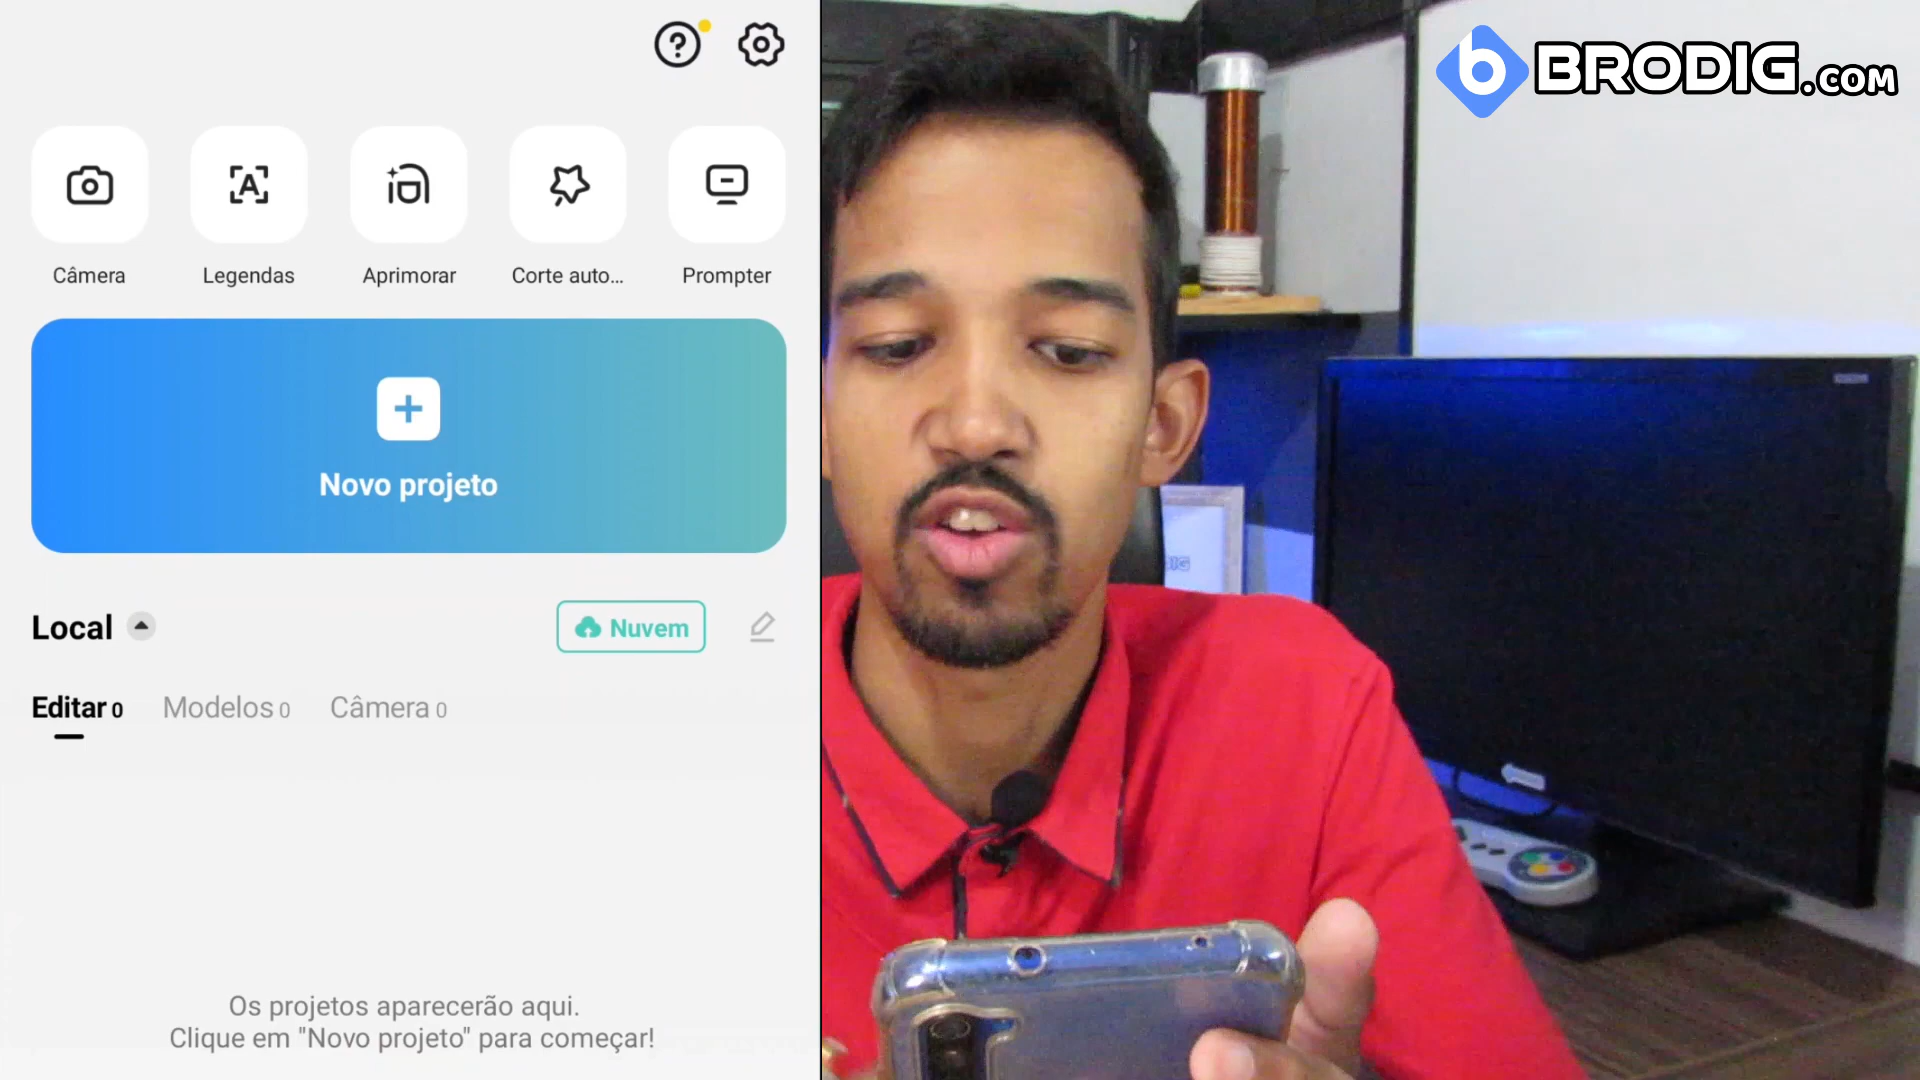 BRODIG.COM
Câmera
Legendas
Aprimorar
Corte auto...
Prompter
Novo projeto
Local
Nuvem
Editar 0
Modelos 0
Câmera 0
Os projetos aparecerão aqui.
Clique em "Novo projeto" para começar!